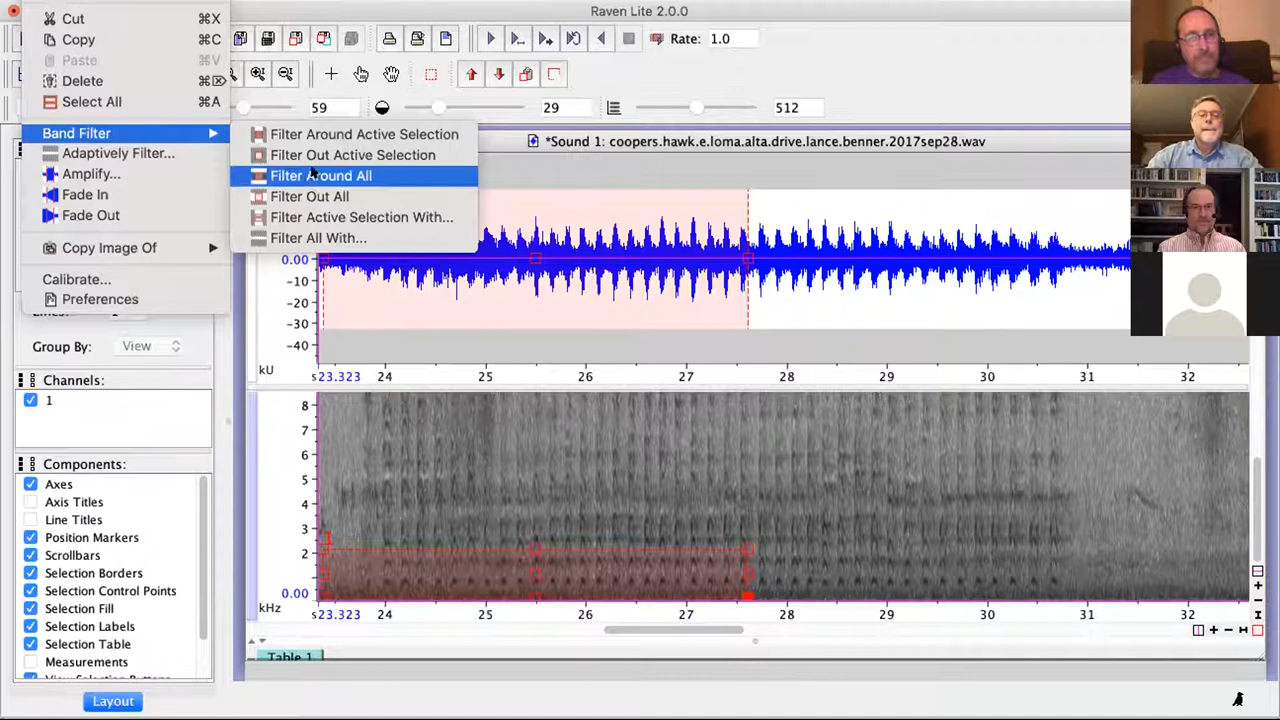 Raven Lite 2.0.0
Cut ⌘X
Copy ⌘C
Paste ⌘V
Delete ⌘⌦
Select All ⌘A
Band Filter
Adaptively Filter...
Amplify...
Fade In
Fade Out
Copy Image Of
Calibrate...
Preferences
Filter Around Active Selection
Filter Out Active Selection
Filter Around All
Filter Out All
Filter Active Selection With...
Filter All With...
Rate: 1.0
59
29
512
*Sound 1: coopers.hawk.e.loma.alta.drive.lance.benner.2017sep28.wav
0.00
-10
-20
-30
-40
kU
s23.323 24 25 26 27 28 29 30 31 32
8
7
6
5
4
3
2
1
0.00
kHz
s23.323 24 25 26 27 28 29 30 31 32
Table 1
Group By: View
Channels:
1
Components:
Axes
Axis Titles
Line Titles
Position Markers
Scrollbars
Selection Borders
Selection Control Points
Selection Fill
Selection Labels
Selection Table
Measurements
Layout